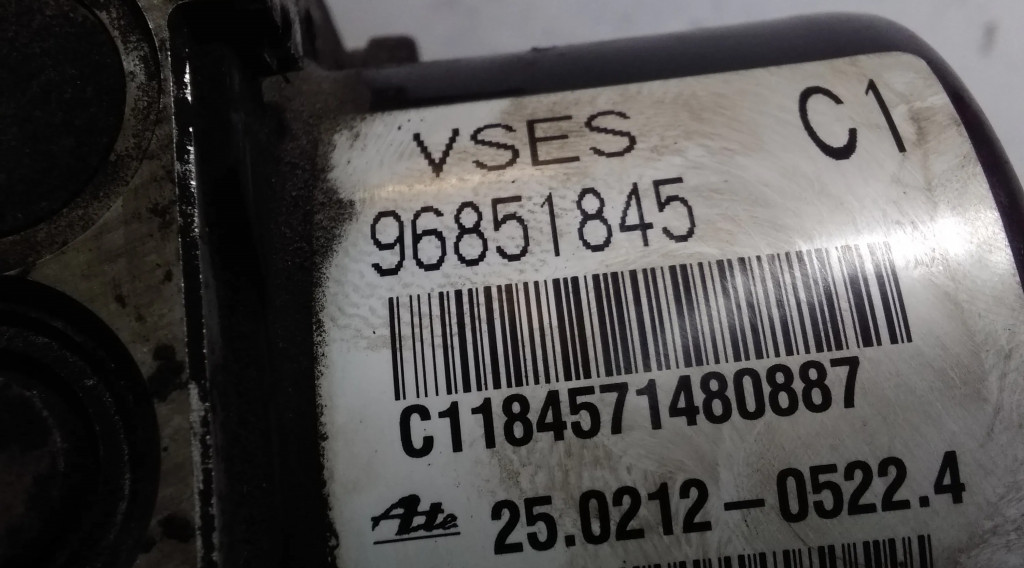 VSES C1
96851845
C1184571480887
Ate 25.0212-0522.4